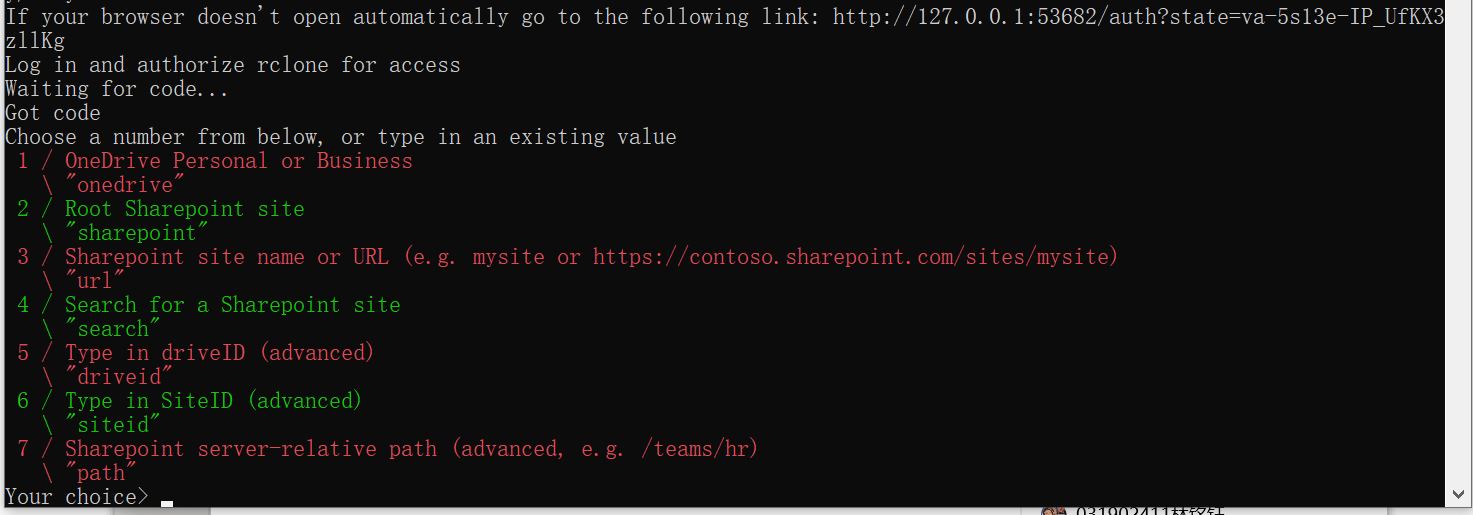 If your browser doesn't open automatically go to the following link: http://127.0.0.1:53682/auth?state=va-5s13e-IP_UfKX3
zllKg
Log in and authorize rclone for access
Waiting for code...
Got code
Choose a number from below, or type in an existing value
1 / OneDrive Personal or Business
\ "onedrive"
2 / Root Sharepoint site
\ "sharepoint"
3 / Sharepoint site name or URL (e.g. mysite or https://contoso.sharepoint.com/sites/mysite)
\ "url"
4 / Search for a Sharepoint site
\ "search"
5 / Type in driveID (advanced)
\ "driveid"
6 / Type in SiteID (advanced)
\ "siteid"
7 / Sharepoint server-relative path (advanced, e.g. /teams/hr)
\ "path"
Your choice>